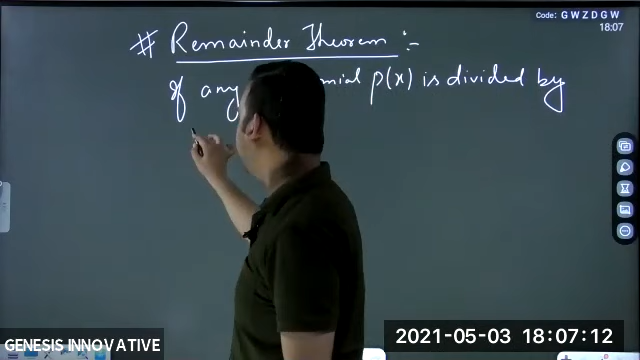 Code: GWZDGW
18:07
# Remainder Theorem :-
If any mial p(x) is divided by
GENESIS INNOVATIVE
2021-05-03 18:07:12